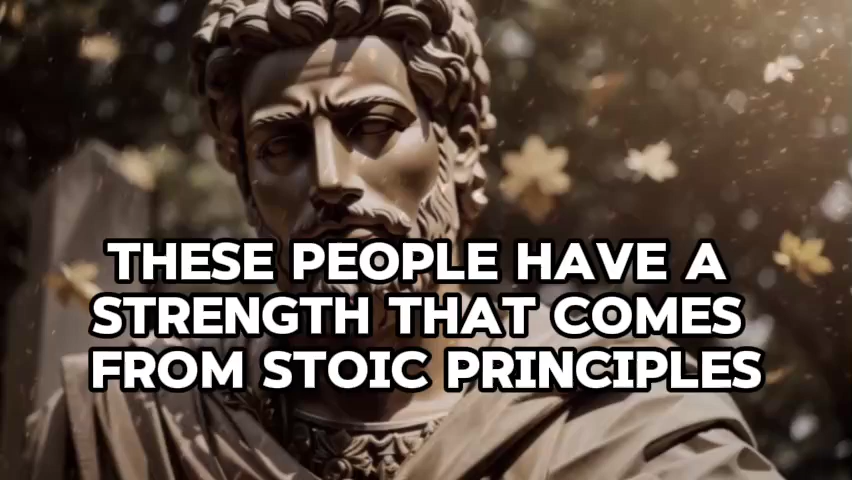 THESE PEOPLE HAVE A
STRENGTH THAT COMES
FROM STOIC PRINCIPLES